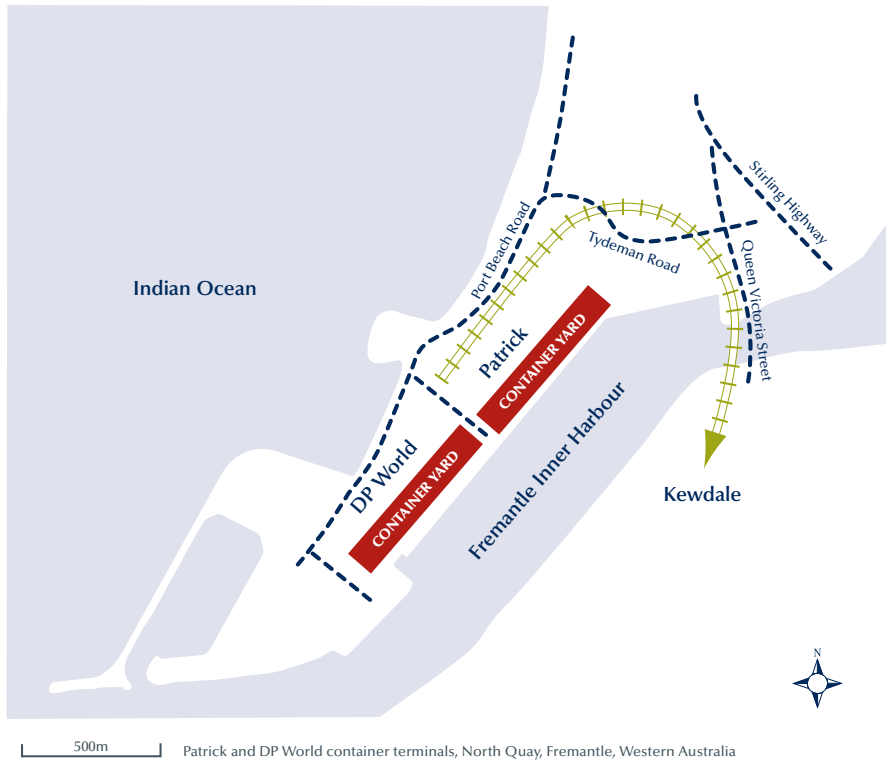 Stirling Highway
Port Beach Road
Tydeman Road
Queen Victoria Street
Indian Ocean
Patrick
CONTAINER YARD
DP World
CONTAINER YARD
Fremantle Inner Harbour
Kewdale
N
500m
Patrick and DP World container terminals, North Quay, Fremantle, Western Australia